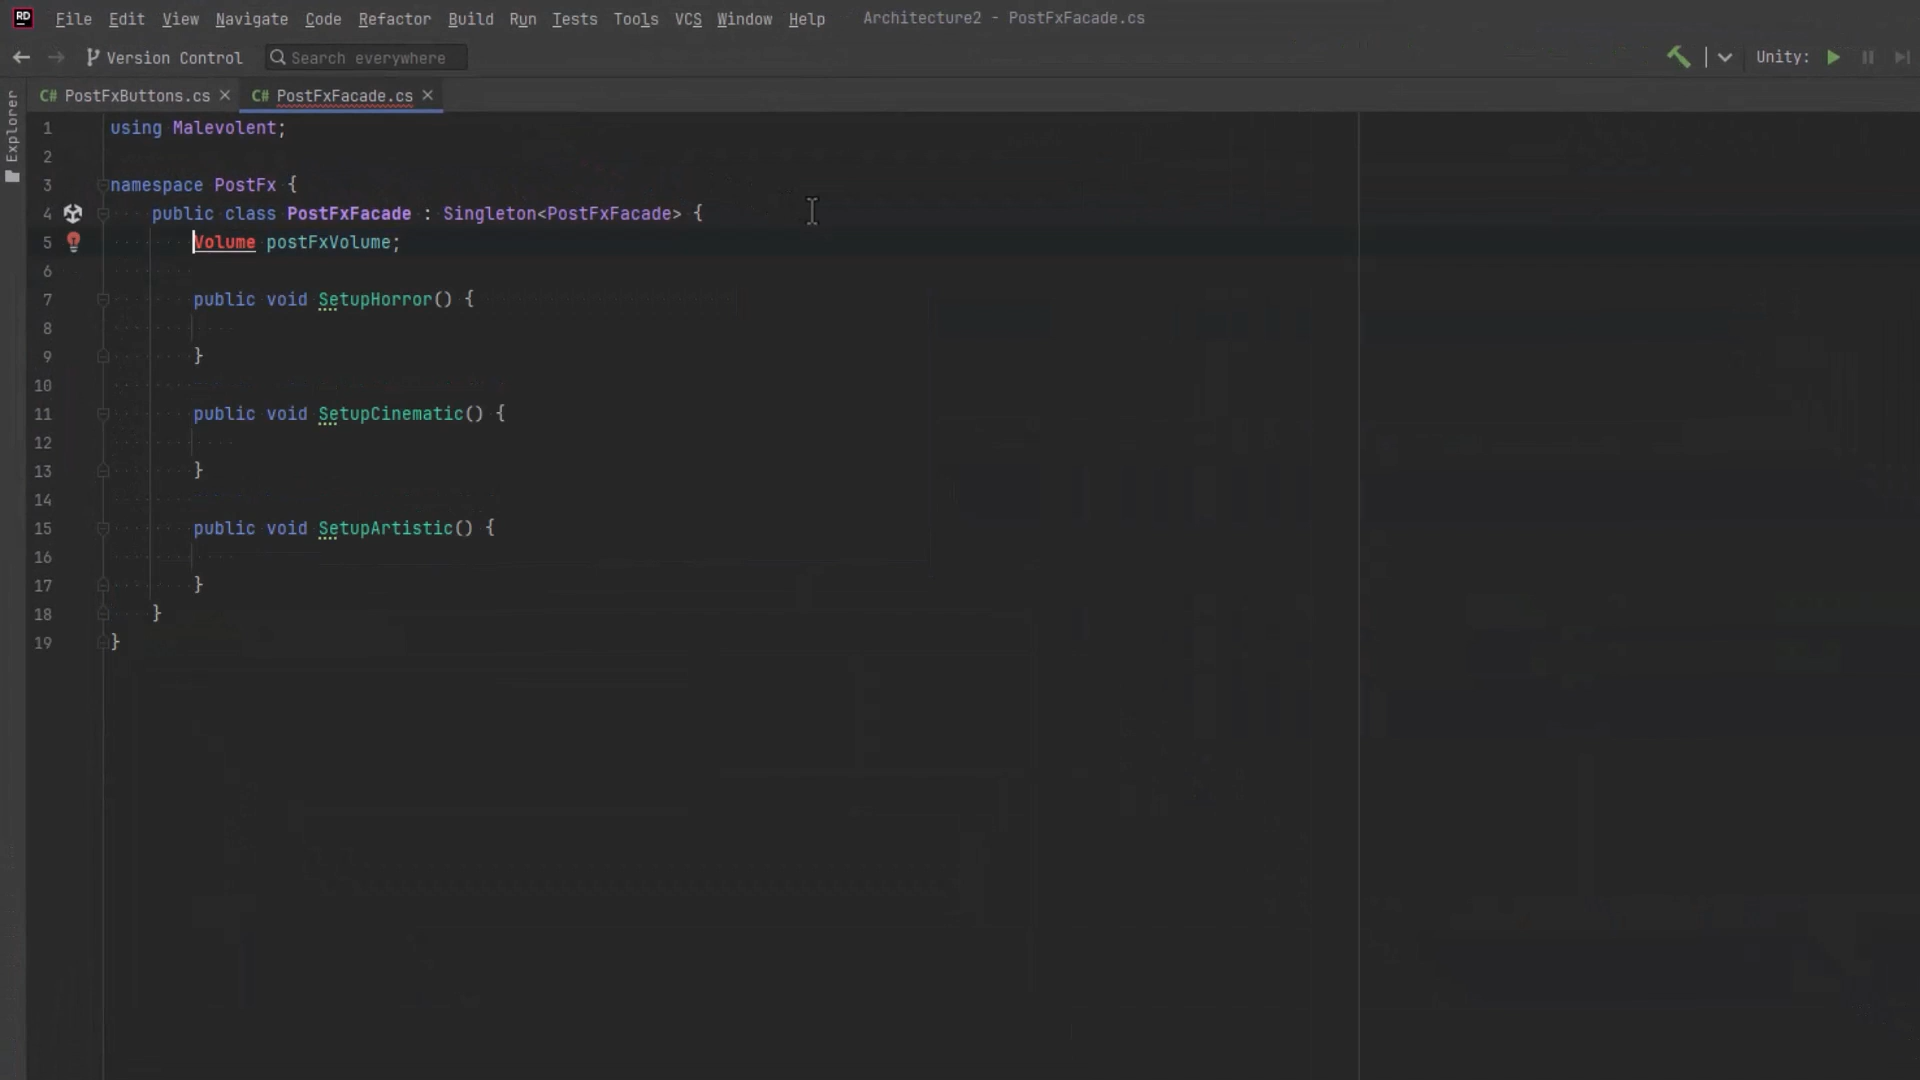 RD File Edit View Navigate Code Refactor Build Run Tests Tools VCS Window Help Architecture2 - PostFxFacade.cs
Version Control Search everywhere Unity:
C# PostFxButtons.cs C# PostFxFacade.cs
Explorer
1 using Malevolent;
2
3 namespace PostFx {
4 public class PostFxFacade : Singleton<PostFxFacade> {
5 Volume postFxVolume;
6
7 public void SetupHorror() {
8
9 }
10
11 public void SetupCinematic() {
12
13 }
14
15 public void SetupArtistic() {
16
17 }
18 }
19 }